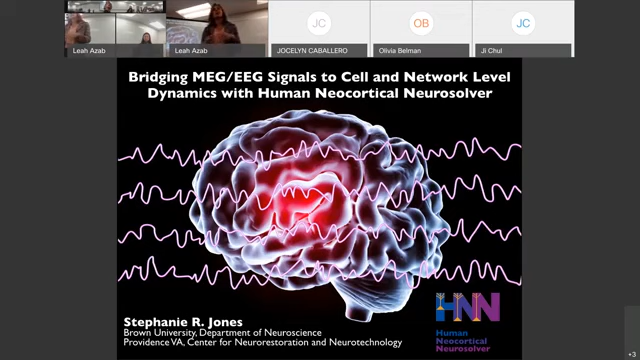 JC
OB
JC
Leah Azab
Leah Azab
JOCELYN CABALLERO
Olivia Belman
Ji Chul
Bridging MEG/EEG Signals to Cell and Network Level
Dynamics with Human Neocortical Neurosolver
Stephanie R. Jones
Brown University, Department of Neuroscience
Providence VA, Center for Neurorestoration and Neurotechnology
HNN
Human
Neocortical
Neurosolver
+3